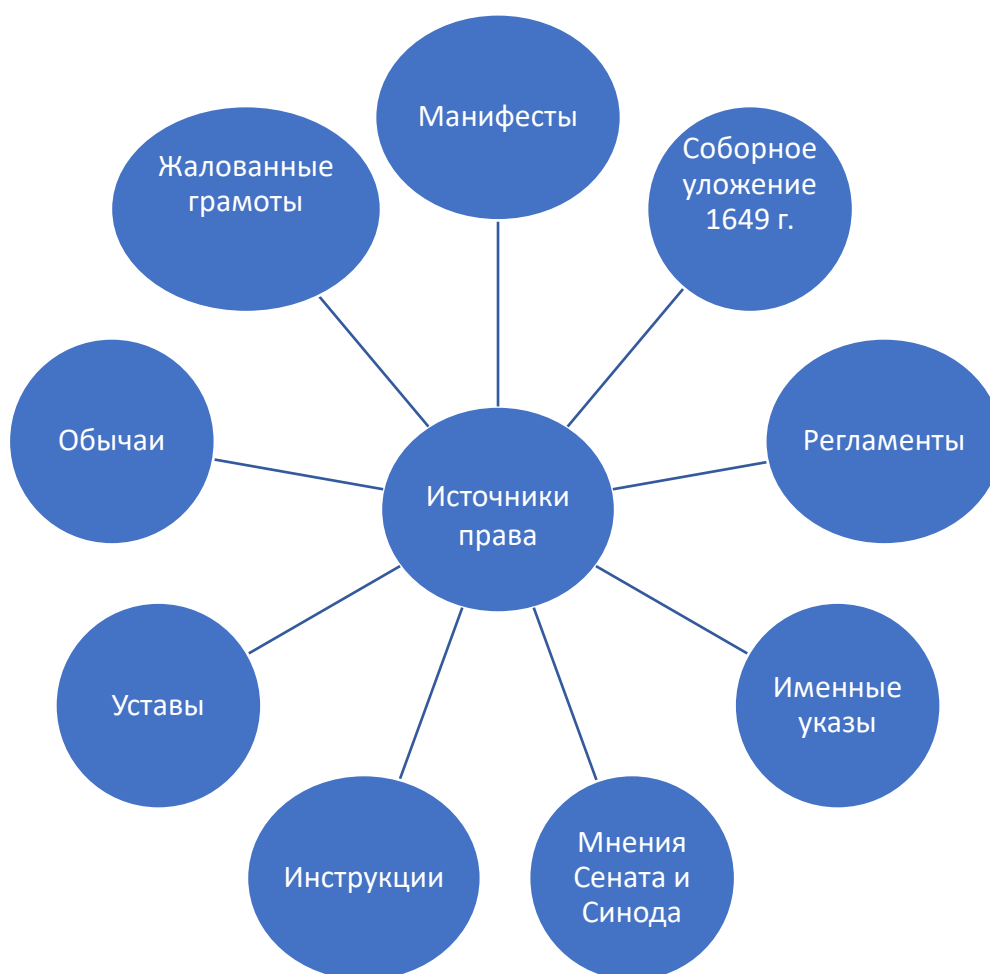 Манифесты
Соборное
уложение
1649 г.
Жалованные
грамоты
Обычаи
Регламенты
Источники
права
Уставы
Именные
указы
Инструкции
Мнения
Сената и
Синода